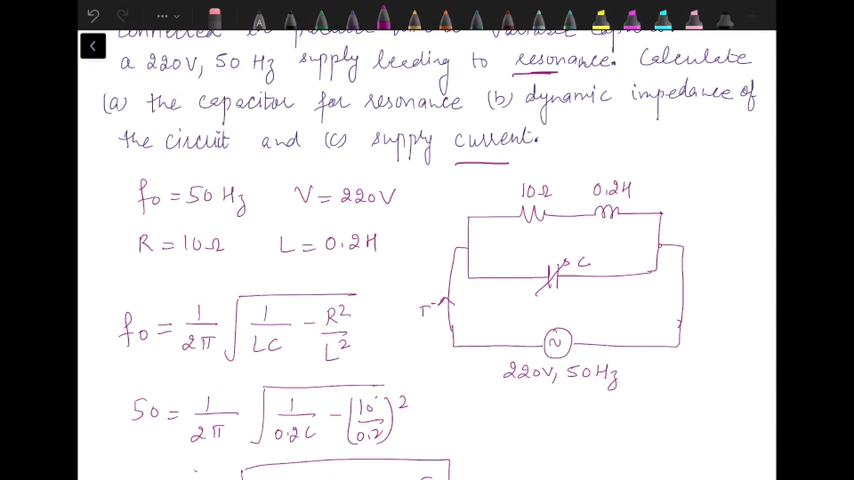 connected in
a 220V, 50 Hz supply leading to resonance. Calculate
(a) the capacitor for resonance (b) dynamic impedance of
the circuit and (c) supply current.
f₀ = 50 Hz V = 220V
R = 10Ω L = 0.2H
10Ω 0.2H
C
f₀ = 1/2π √(1/LC − R²/L²)
220V, 50Hz
50 = 1/2π √(1/0.2C − (10/0.2)²)